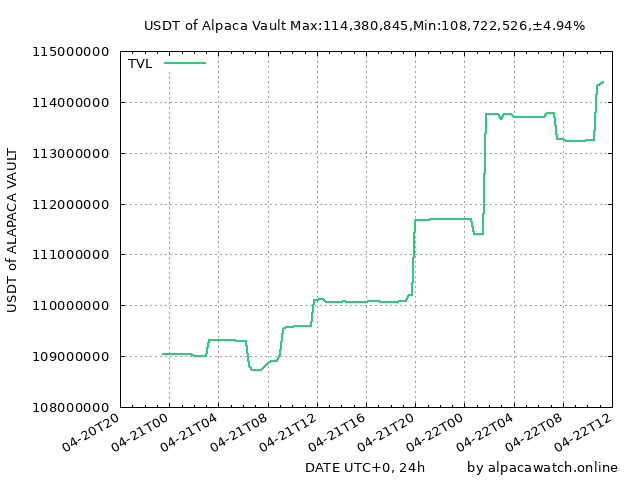 USDT of Alpaca Vault Max:114,380,845,Min:108,722,526,±4.94%
TVL
USDT of ALAPACA VAULT
115000000
114000000
113000000
112000000
111000000
110000000
109000000
108000000
04-20T20
04-21T00
04-21T04
04-21T08
04-21T12
04-21T16
04-21T20
04-22T00
04-22T04
04-22T08
04-22T12
DATE UTC+0, 24h
by alpacawatch.online